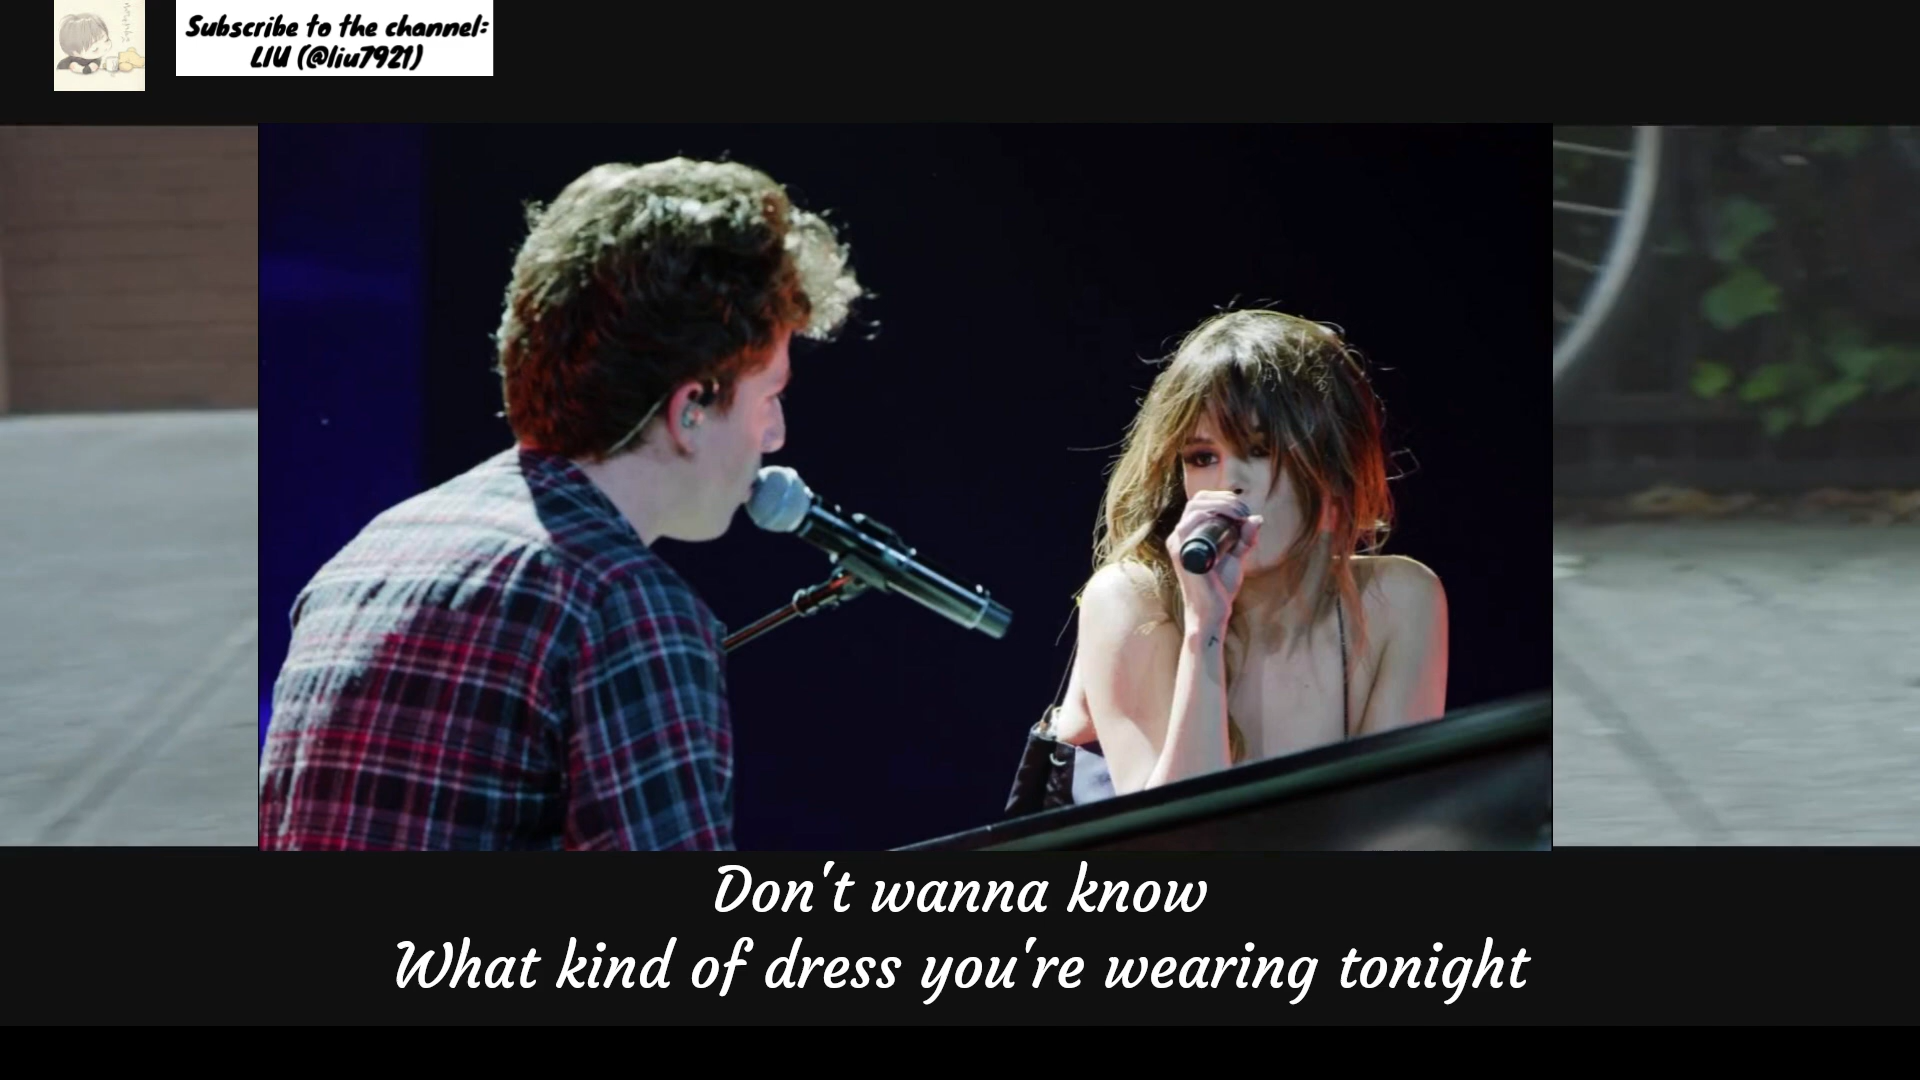 Subscribe to the channel:
LIU (@liu7921)
Don't wanna know
What kind of dress you're wearing tonight